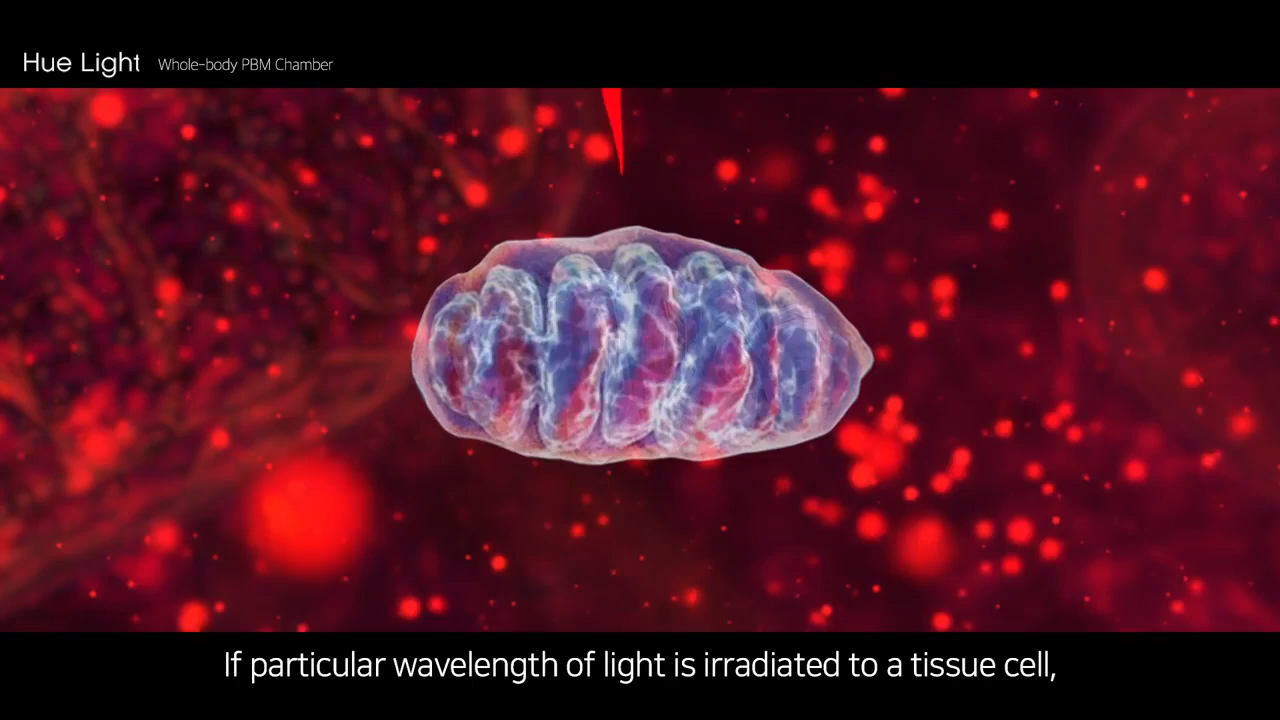 Hue Light Whole-body PBM Chamber
If particular wavelength of light is irradiated to a tissue cell,